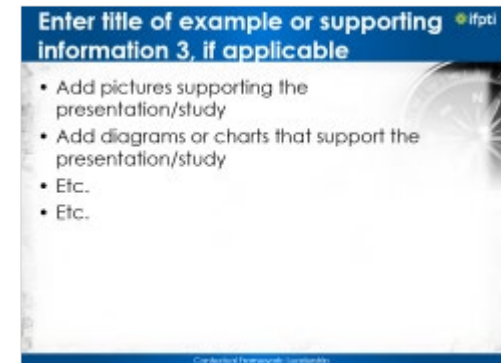 Enter title of example or supporting
information 3, if applicable
ifpti
• Add pictures supporting the
presentation/study
• Add diagrams or charts that support the
presentation/study
• Etc.
• Etc.